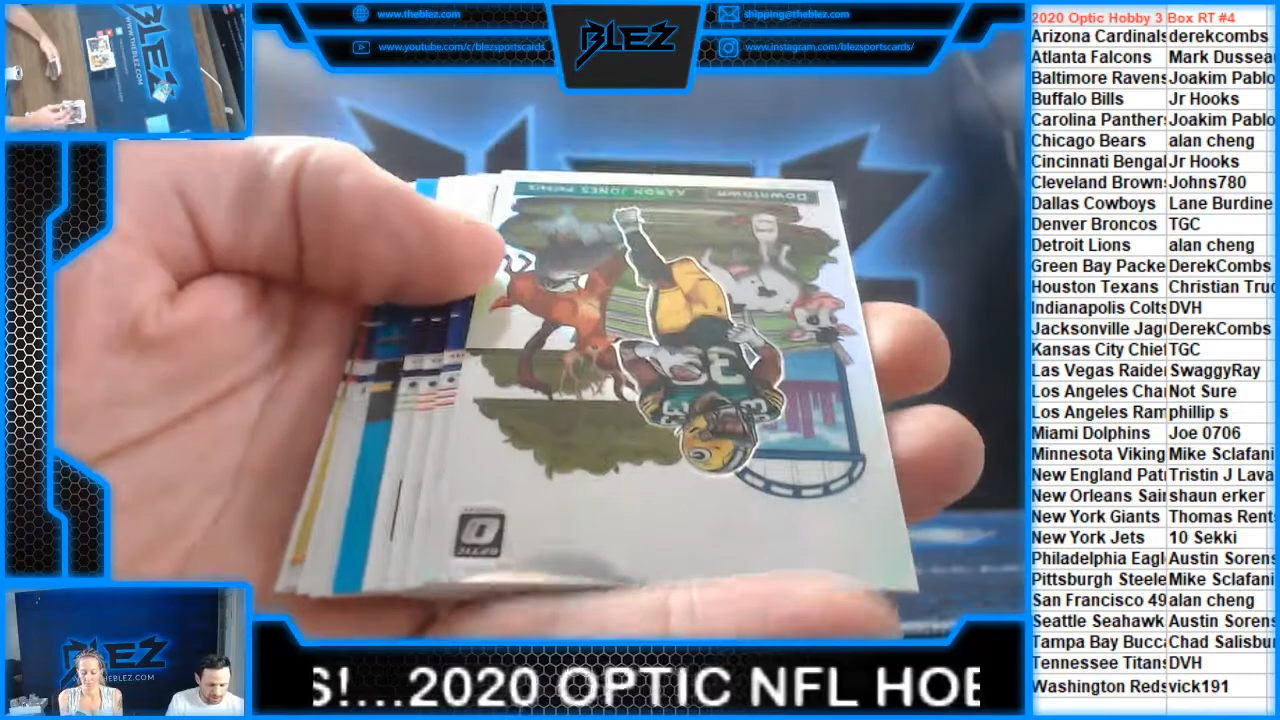 www.theblez.com
BLEZ
shipping@theblez.com
www.youtube.com/c/blezsportscards
www.instagram.com/blezsportscards/
2020 Optic Hobby 3 Box RT #4
Arizona Cardinals derekcombs
Atlanta Falcons Mark Dussea
Baltimore Ravens Joakim Pablo
Buffalo Bills Jr Hooks
Carolina Panthers Joakim Pablo
Chicago Bears alan cheng
Cincinnati Bengal Jr Hooks
Cleveland Browns Johns780
Dallas Cowboys Lane Burdine
Denver Broncos TGC
Detroit Lions alan cheng
Green Bay Packe DerekCombs
Houston Texans Christian Truc
Indianapolis Colts DVH
Jacksonville Jagu DerekCombs
Kansas City Chief TGC
Las Vegas Raider SwaggyRay
Los Angeles Cha Not Sure
Los Angeles Ram phillip s
Miami Dolphins Joe 0706
Minnesota Viking Mike Sclafani
New England Pat Tristin J Lava
New Orleans Sain shaun erker
New York Giants Thomas Rent
New York Jets 10 Sekki
Philadelphia Eagl Austin Sorens
Pittsburgh Steele Mike Sclafani
San Francisco 49 alan cheng
Seattle Seahawk Austin Sorens
Tampa Bay Bucc Chad Salisbu
Tennessee Titans DVH
Washington Reds vick191
DOWNTOWN AARON JONES Packers
33
OPTIC
BLEZ
THEBLEZ.COM
S!...2020 OPTIC NFL HOB